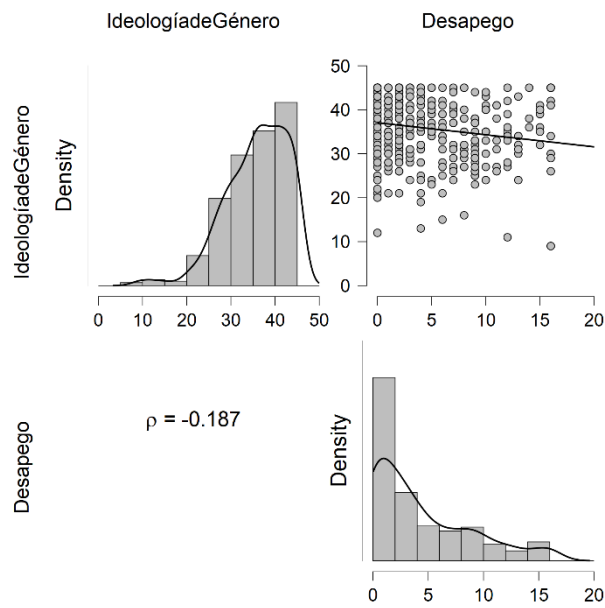 IdeologíadeGénero
Desapego
IdeologíadeGénero
Density
0 10 20 30 40 50
50
40
30
20
10
0
0 5 10 15 20
Desapego
ρ = -0.187
Density
0 5 10 15 20